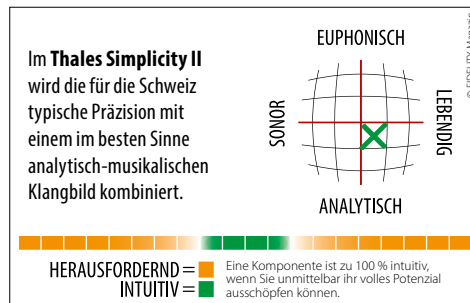 Im Thales Simplicity II
wird die für die Schweiz
typische Präzision mit
einem im besten Sinne
analytisch-musikalischen
Klangbild kombiniert.
EUPHONISCH
SONOR
LEBENDIG
ANALYTISCH
© FIDELITY Magazin
HERAUSFORDERND =
INTUITIV =
Eine Komponente ist zu 100 % intuitiv,
wenn Sie unmittelbar ihr volles Potenzial
ausschöpfen können.